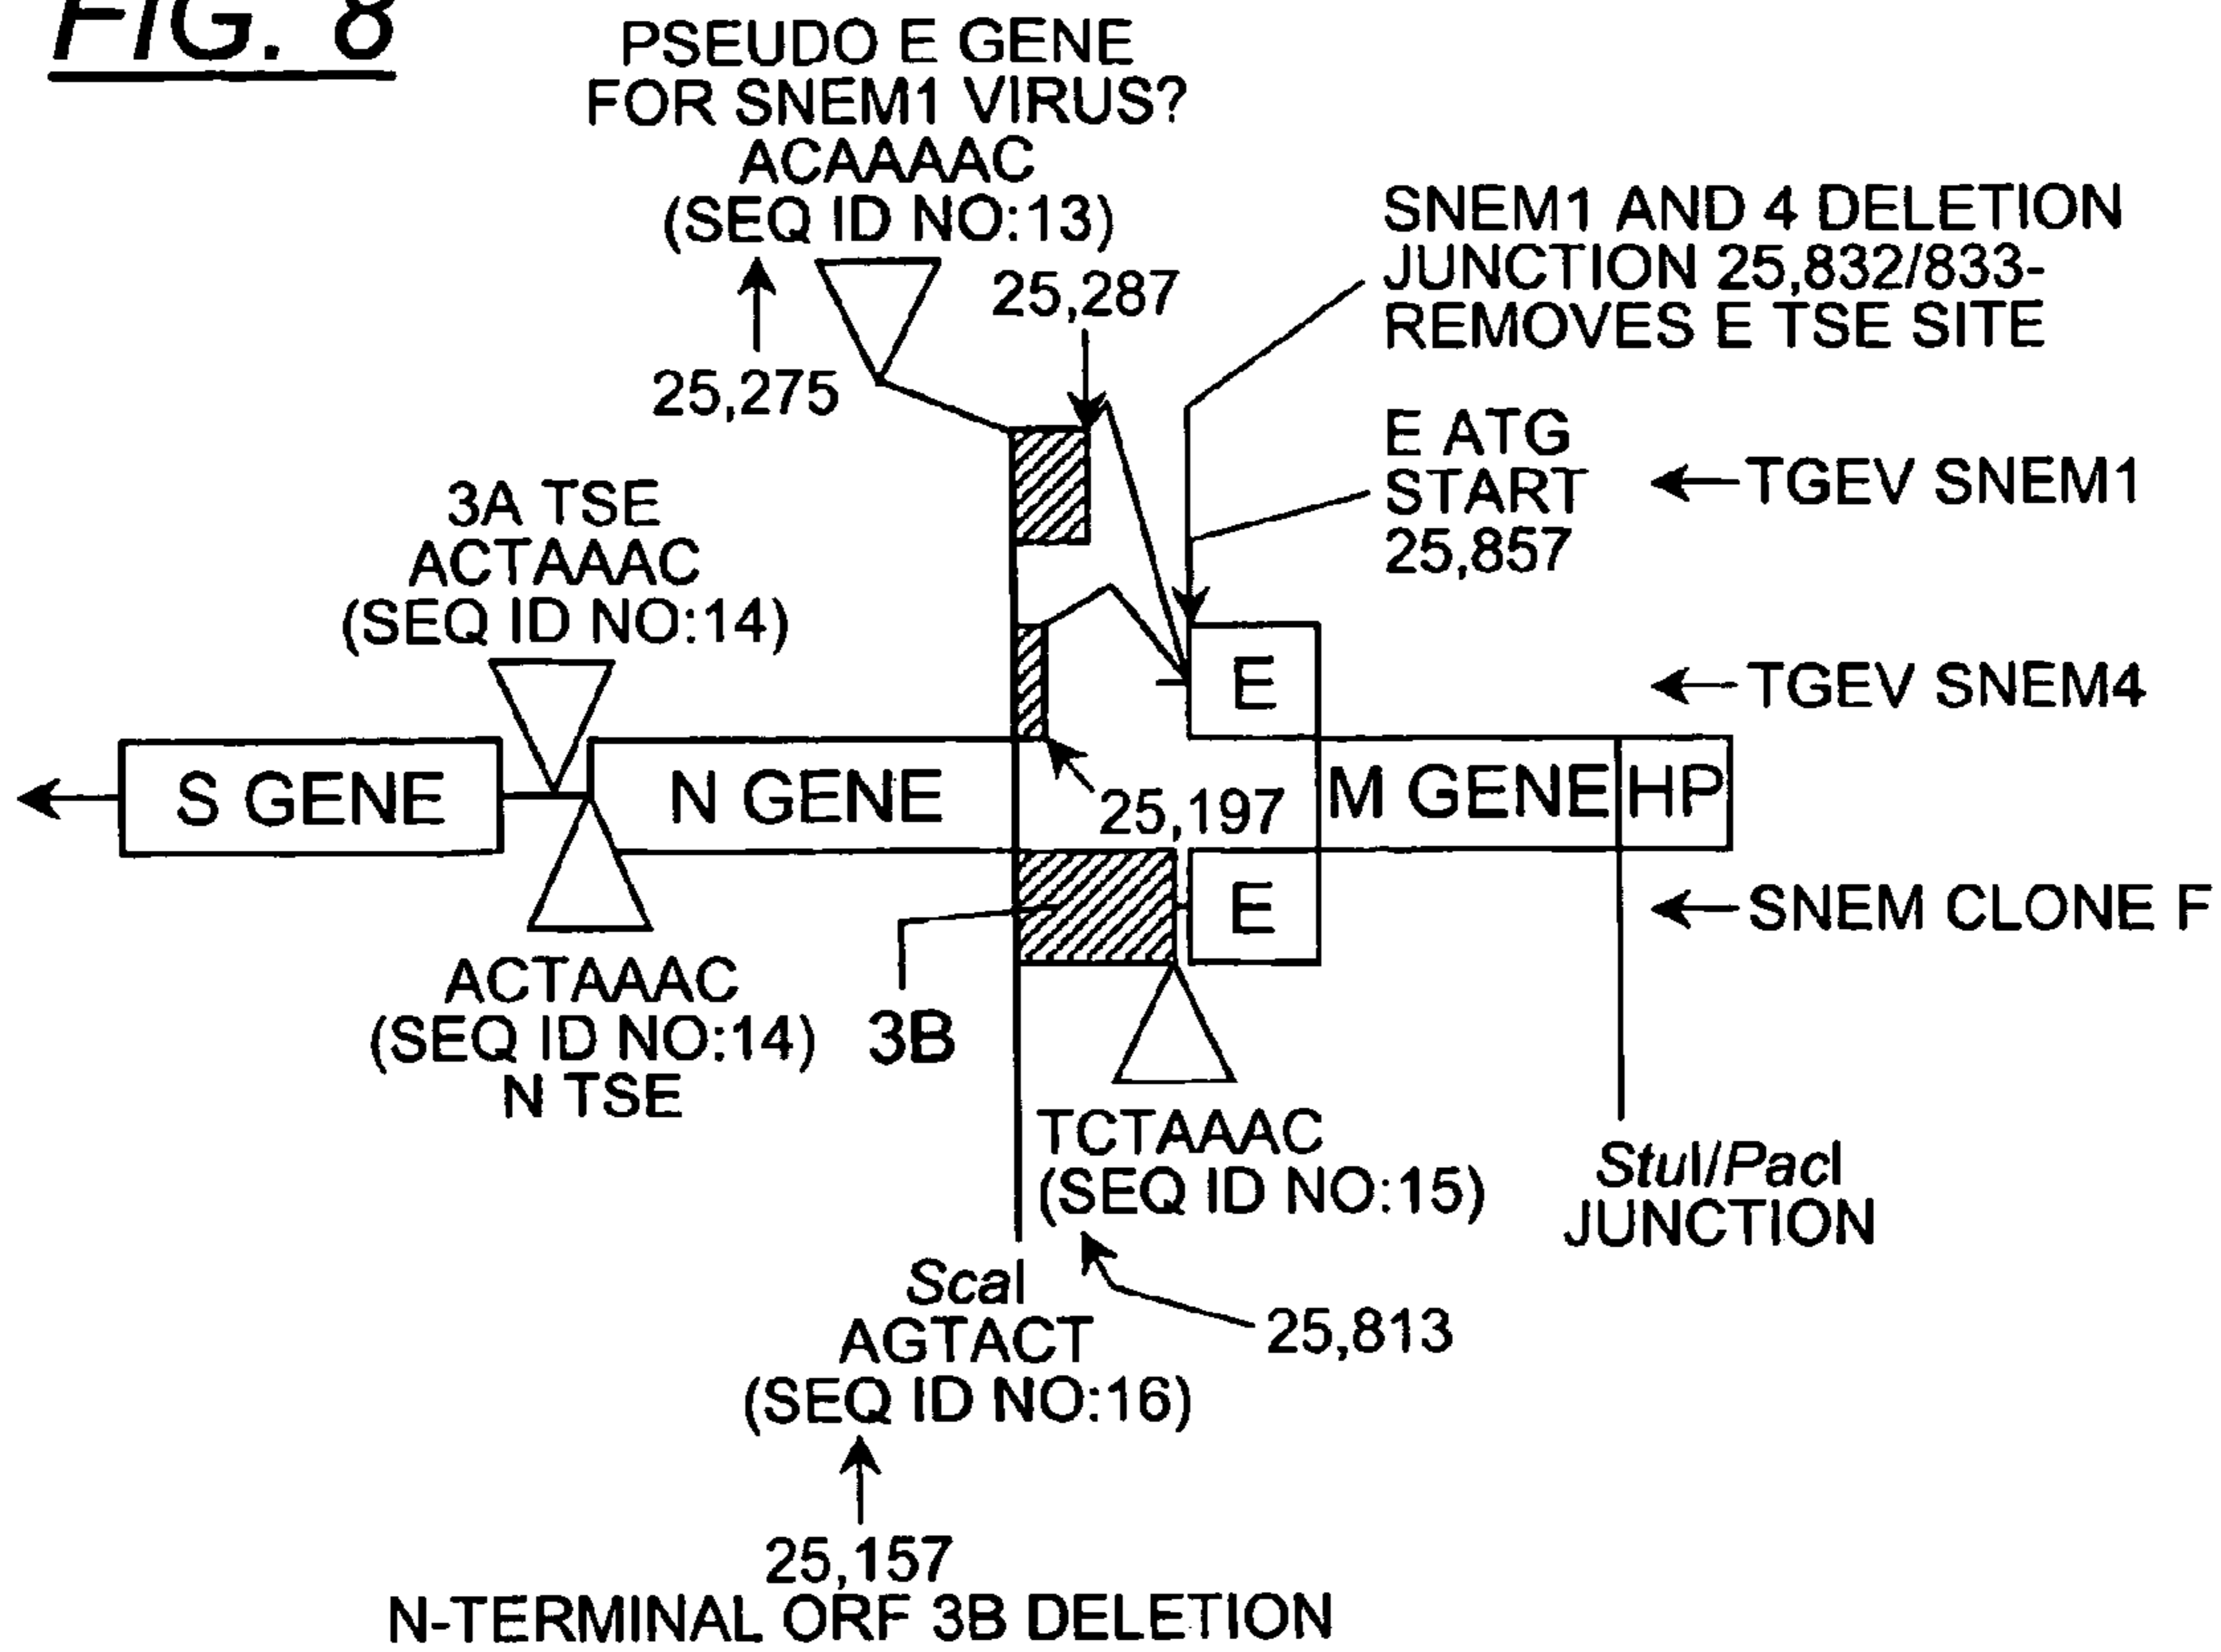 FIG. 8
PSEUDO E GENE
FOR SNEM1 VIRUS?
ACAAAAC
(SEQ ID NO:13)
25,275
25,287
SNEM1 AND 4 DELETION
JUNCTION 25,832/833-
REMOVES E TSE SITE
E ATG
START
25,857
TGEV SNEM1
3A TSE
ACTAAAC
(SEQ ID NO:14)
E
TGEV SNEM4
S GENE
N GENE
25,197
M GENE
HP
E
SNEM CLONE F
ACTAAAC
(SEQ ID NO:14)
N TSE
3B
TCTAAAC
(SEQ ID NO:15)
25,813
StuI/PacI
JUNCTION
ScaI
AGTACT
(SEQ ID NO:16)
25,157
N-TERMINAL ORF 3B DELETION